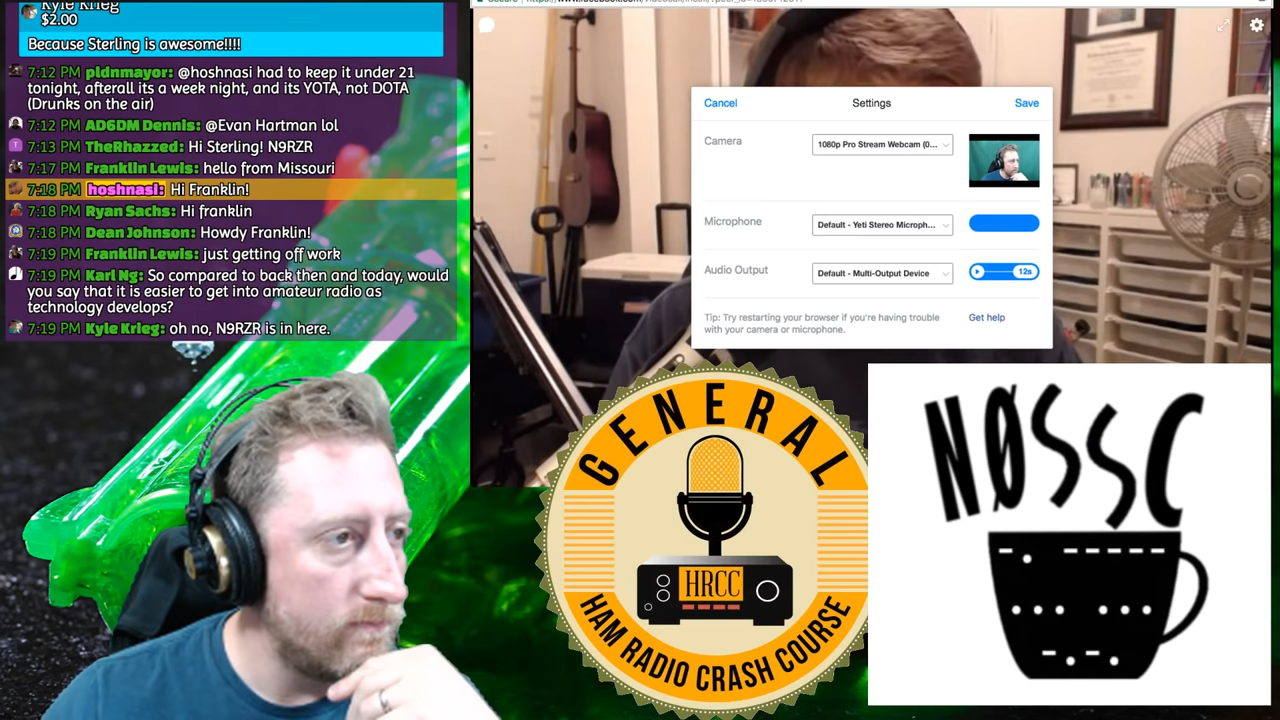 Kyle Krieg
$2.00
Because Sterling is awesome!!!!
7:12 PM pldnmayor: @hoshnasi had to keep it under 21
tonight, afterall its a week night, and its YOTA, not DOTA
(Drunks on the air)
7:12 PM AD6DM Dennis: @Evan Hartman lol
7:13 PM TheRhazzed: Hi Sterling! N9RZR
7:17 PM Franklin Lewis: hello from Missouri
7:18 PM hoshnasi: Hi Franklin!
7:18 PM Ryan Sachs: Hi franklin
7:18 PM Dean Johnson: Howdy Franklin!
7:19 PM Franklin Lewis: just getting off work
7:19 PM Karl Ng: So compared to back then and today, would
you say that it is easier to get into amateur radio as
technology develops?
7:19 PM Kyle Krieg: oh no, N9RZR is in here.
Cancel Settings Save
Camera 1080p Pro Stream Webcam (0...
Microphone Default - Yeti Stereo Microph...
Audio Output Default - Multi-Output Device 12s
Tip: Try restarting your browser if you're having trouble
with your camera or microphone.
Get help
GENERAL
HRCC
HAM RADIO CRASH COURSE
NØSSC